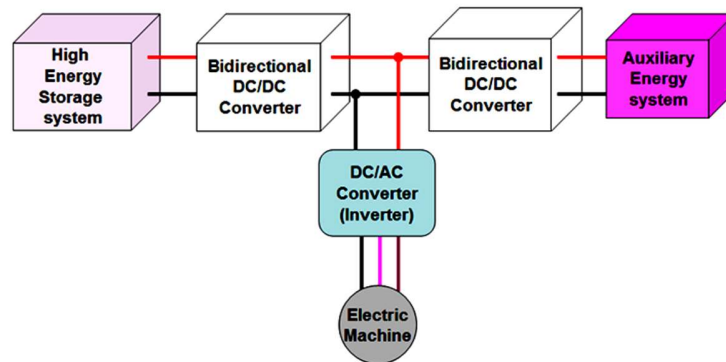 High
Energy
Storage
system
Bidirectional
DC/DC
Converter
Bidirectional
DC/DC
Converter
Auxiliary
Energy
system
DC/AC
Converter
(Inverter)
Electric
Machine